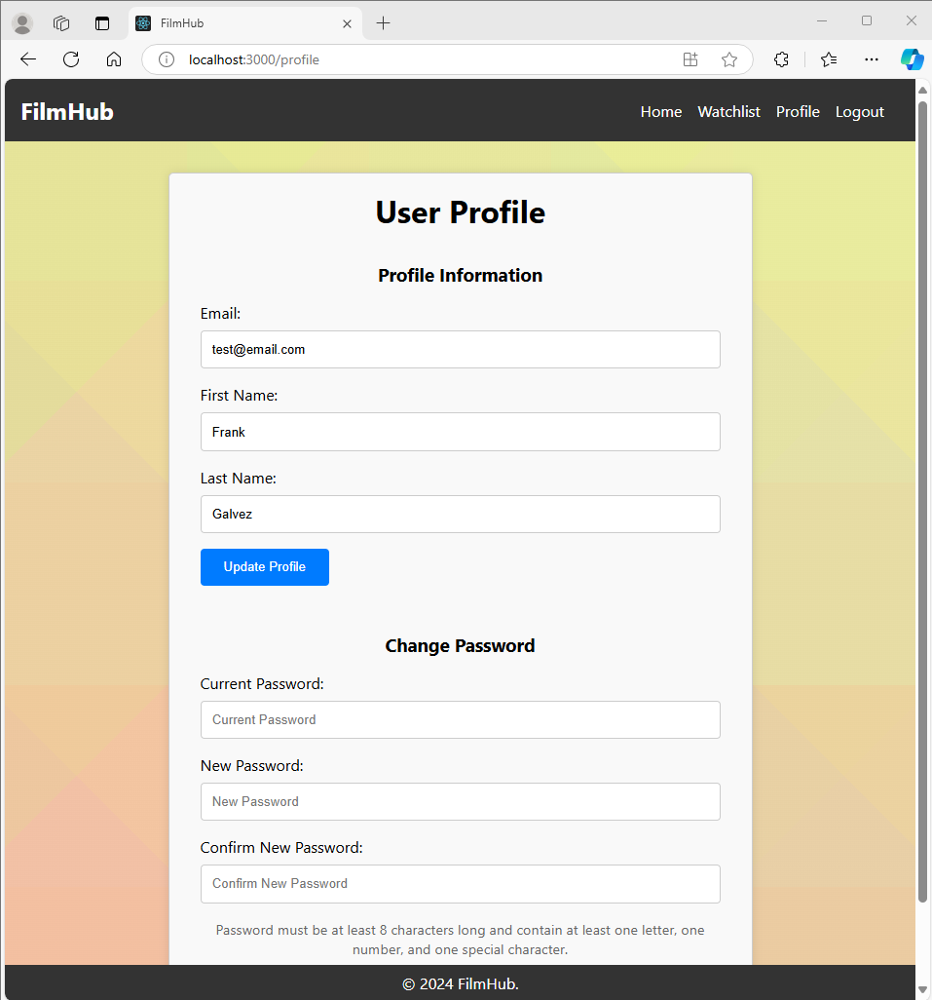 FilmHub
localhost:3000/profile
FilmHub
Home Watchlist Profile Logout
User Profile
Profile Information
Email:
test@email.com
First Name:
Frank
Last Name:
Galvez
Update Profile
Change Password
Current Password:
Current Password
New Password:
New Password
Confirm New Password:
Confirm New Password
Password must be at least 8 characters long and contain at least one letter, one
number, and one special character.
© 2024 FilmHub.